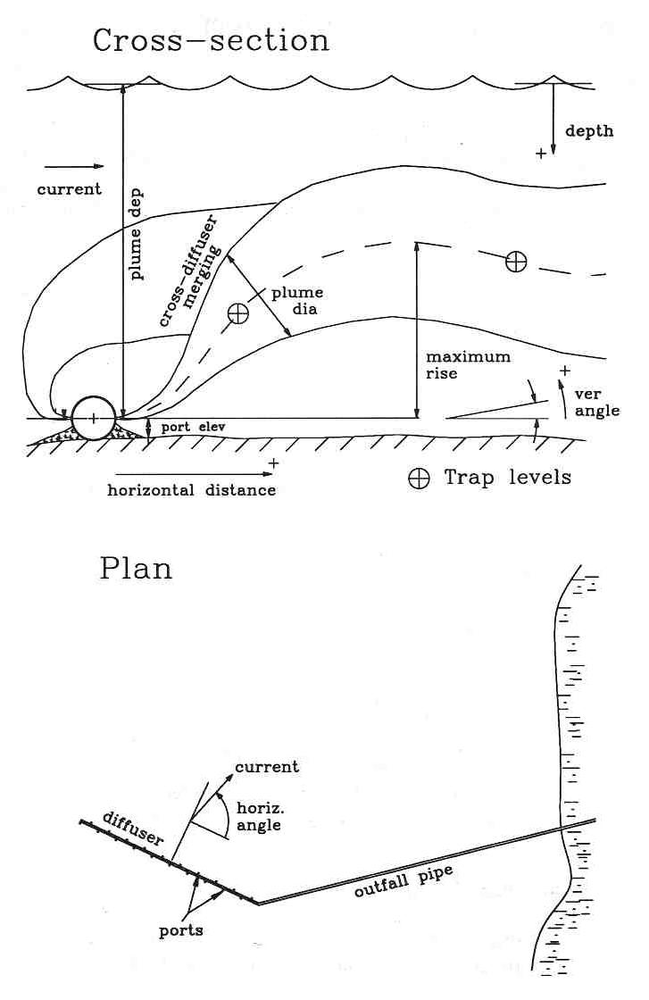 Cross-section
depth
+
current
plume dep
cross-diffuser
merging
plume
dia
maximum
rise
+
ver
angle
+
port elev
+
horizontal distance
Trap levels
Plan
current
horiz.
angle
diffuser
outfall pipe
ports